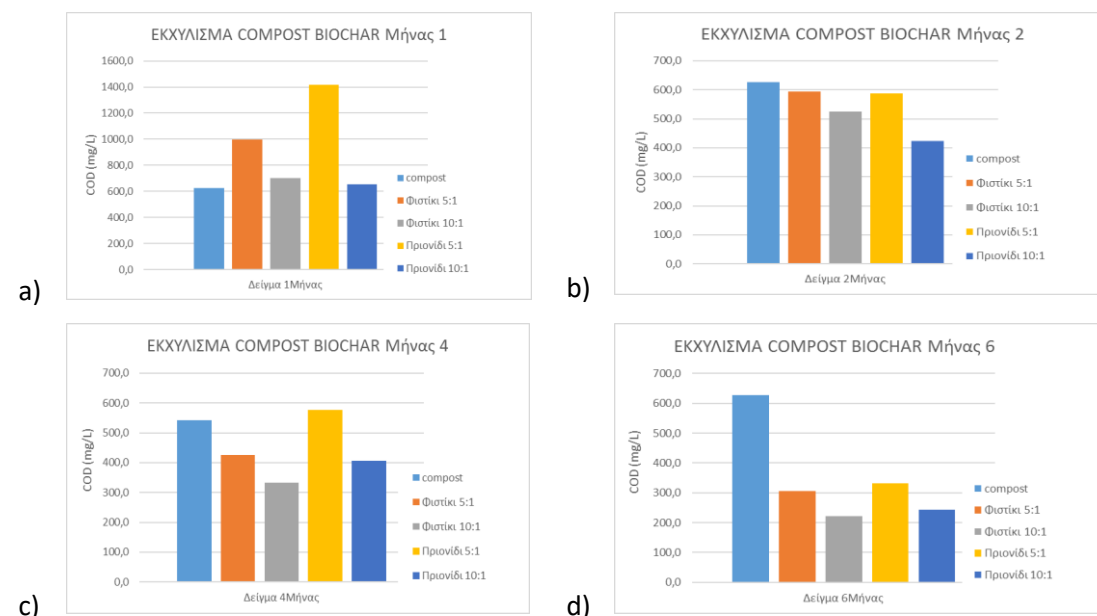 a)
ΕΚΧΥΛΙΣΜΑ COMPOST BIOCHAR Μήνας 1
COD (mg/L)
1600,0
1400,0
1200,0
1000,0
800,0
600,0
400,0
200,0
0,0
compost
Φιστίκι 5:1
Φιστίκι 10:1
Πριονίδι 5:1
Πριονίδι 10:1
Δείγμα 1Μήνας
b)
ΕΚΧΥΛΙΣΜΑ COMPOST BIOCHAR Μήνας 2
COD (mg/L)
700,0
600,0
500,0
400,0
300,0
200,0
100,0
0,0
compost
Φιστίκι 5:1
Φιστίκι 10:1
Πριονίδι 5:1
Πριονίδι 10:1
Δείγμα 2Μήνας
c)
ΕΚΧΥΛΙΣΜΑ COMPOST BIOCHAR Μήνας 4
COD (mg/L)
700,0
600,0
500,0
400,0
300,0
200,0
100,0
0,0
compost
Φιστίκι 5:1
Φιστίκι 10:1
Πριονίδι 5:1
Πριονίδι 10:1
Δείγμα 4Μήνας
d)
ΕΚΧΥΛΙΣΜΑ COMPOST BIOCHAR Μήνας 6
COD (mg/L)
700,0
600,0
500,0
400,0
300,0
200,0
100,0
0,0
compost
Φιστίκι 5:1
Φιστίκι 10:1
Πριονίδι 5:1
Πριονίδι 10:1
Δείγμα 6Μήνας